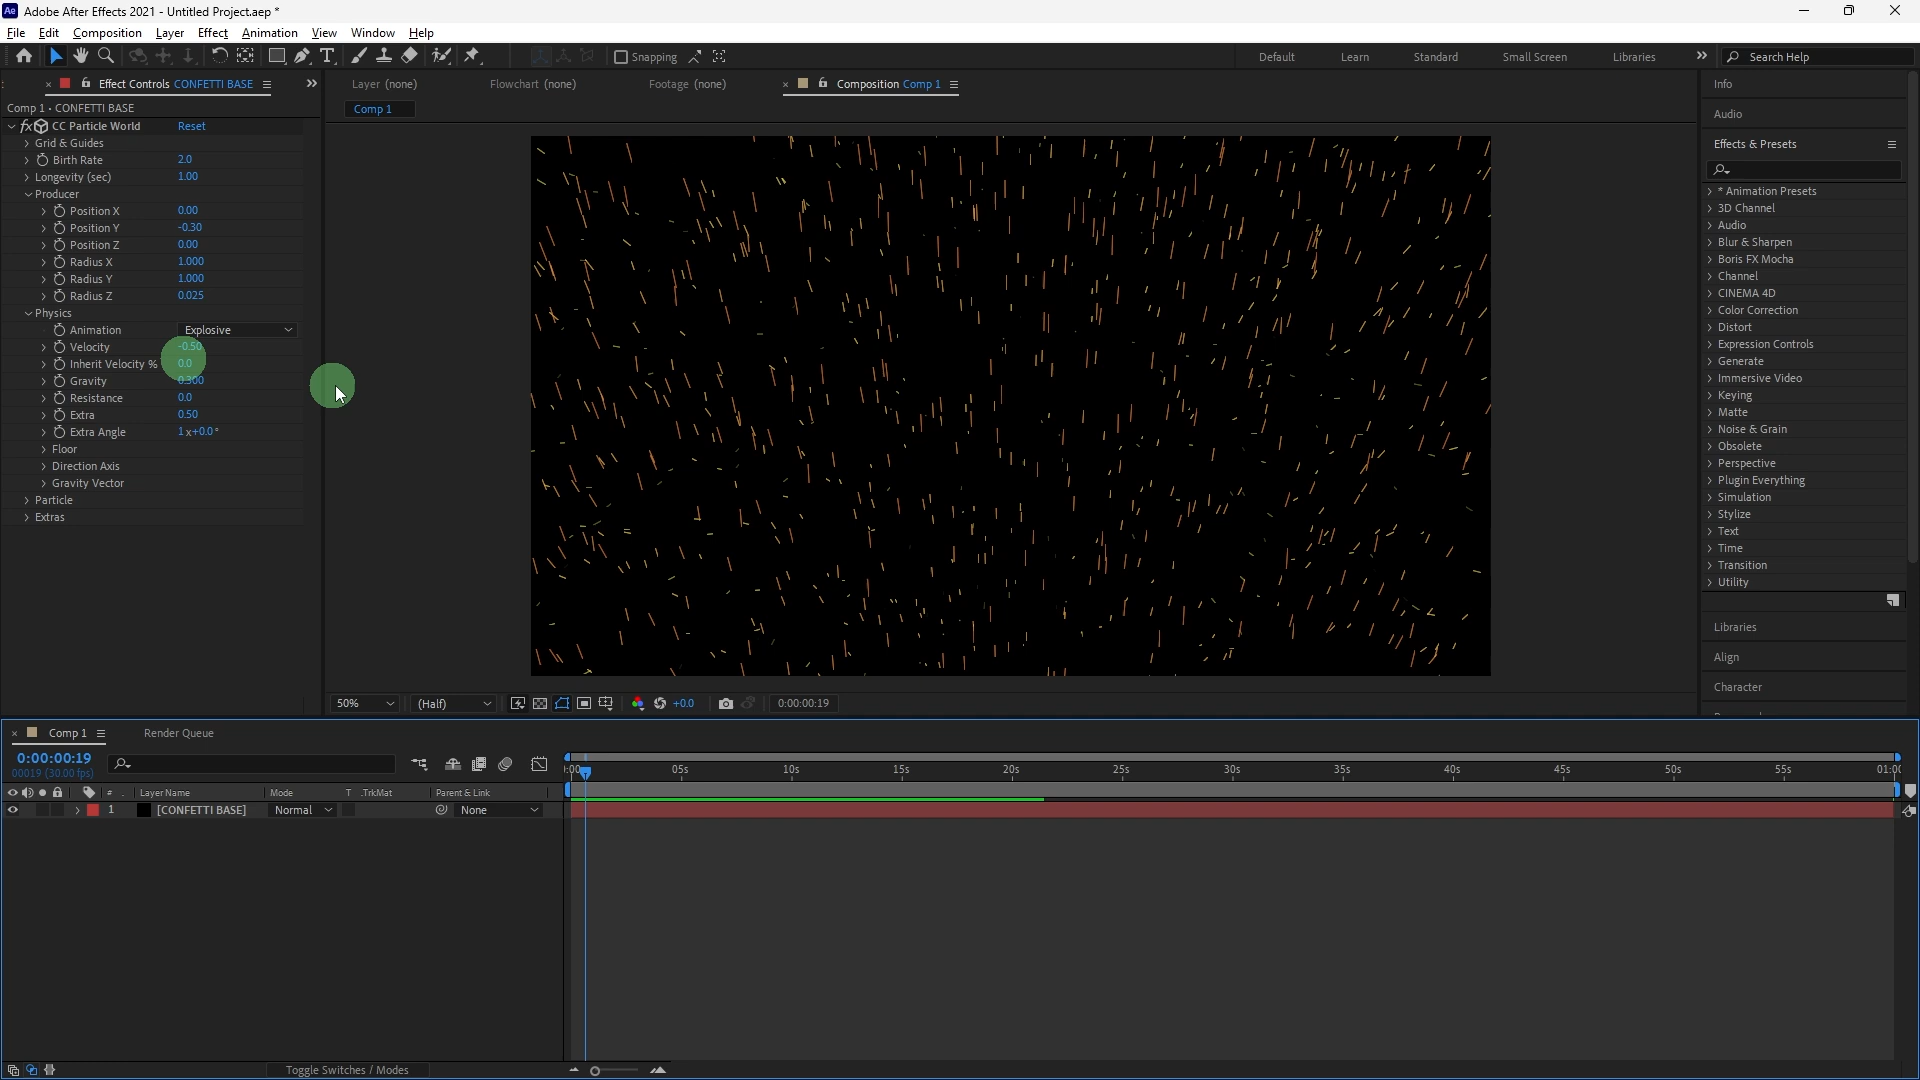 Ae Adobe After Effects 2021 - Untitled Project.aep *
File Edit Composition Layer Effect Animation View Window Help
Snapping Default Learn Standard Small Screen Libraries Search Help
Effect Controls CONFETTI BASE
Layer (none) Flowchart (none) Footage (none) Composition Comp 1
Comp 1 • CONFETTI BASE
Comp 1
fx CC Particle World Reset
Grid & Guides
Birth Rate 2.0
Longevity (sec) 1.00
Producer
Position X 0.00
Position Y -0.30
Position Z 0.00
Radius X 1.000
Radius Y 1.000
Radius Z 0.025
Physics
Animation Explosive
Velocity -0.50
Inherit Velocity % 0.0
Gravity 0.300
Resistance 0.0
Extra 0.50
Extra Angle 1x+0.0°
Floor
Direction Axis
Gravity Vector
Particle
Extras
Info
Audio
Effects & Presets
* Animation Presets
3D Channel
Audio
Blur & Sharpen
Boris FX Mocha
Channel
CINEMA 4D
Color Correction
Distort
Expression Controls
Generate
Immersive Video
Keying
Matte
Noise & Grain
Obsolete
Perspective
Plugin Everything
Simulation
Stylize
Text
Time
Transition
Utility
Libraries
Align
Character
50% (Half) +0.0 0:00:00:19
Comp 1 Render Queue
0:00:00:19
00019 (30.00 fps)
:00 05s 10s 15s 20s 25s 30s 35s 40s 45s 50s 55s 01:00
# Layer Name Mode T .TrkMat Parent & Link
1 [CONFETTI BASE] Normal None
Toggle Switches / Modes